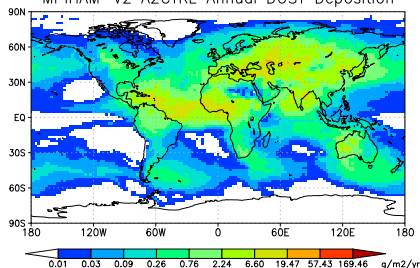 MPIHAM V2 A2CTRL Annual DUST Deposition
90N
60N
30N
EQ
30S
60S
90S
180 120W 60W 0 60E 120E 180
0.01 0.03 0.09 0.26 0.76 2.24 6.60 19.47 57.43 169.46 g/m2/yr